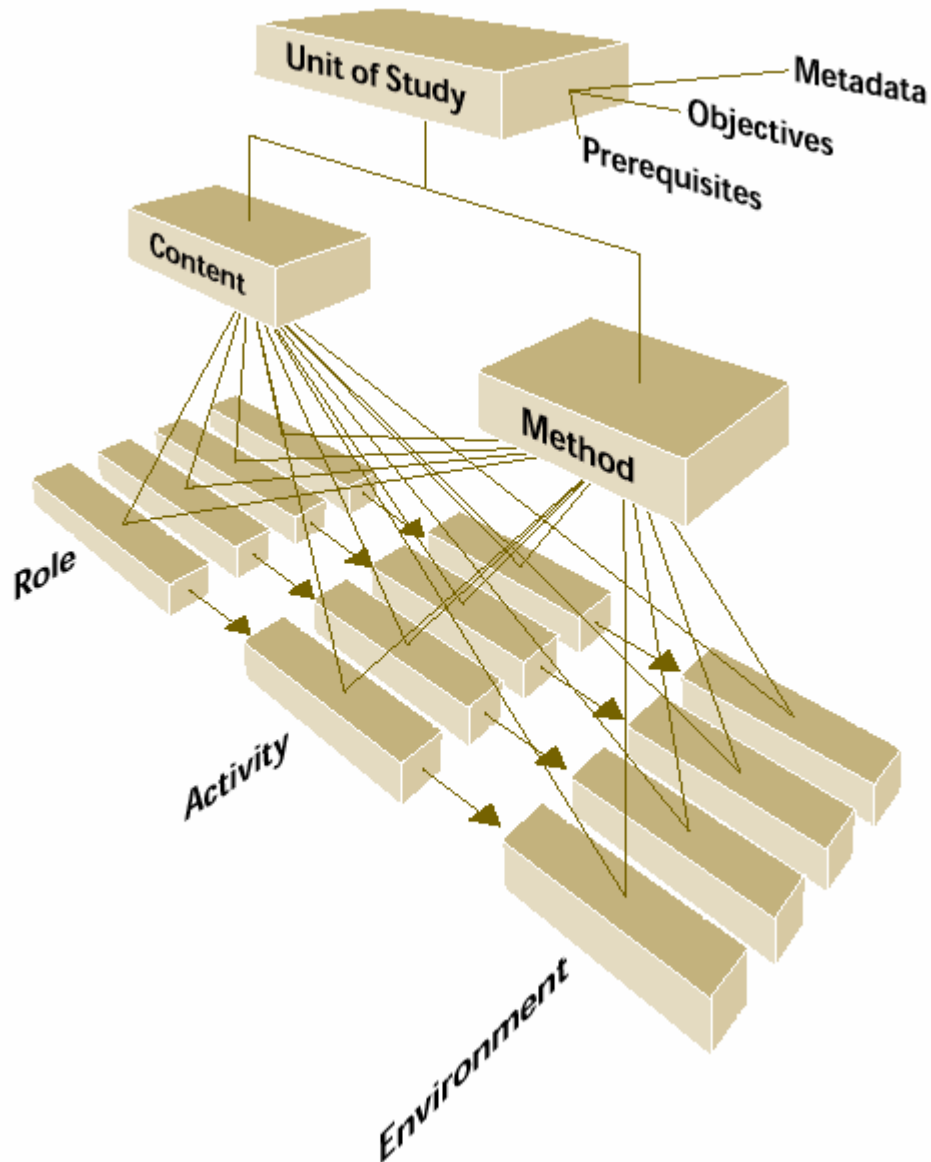 Unit of Study
Metadata
Objectives
Prerequisites
Content
Method
Role
Activity
Environment